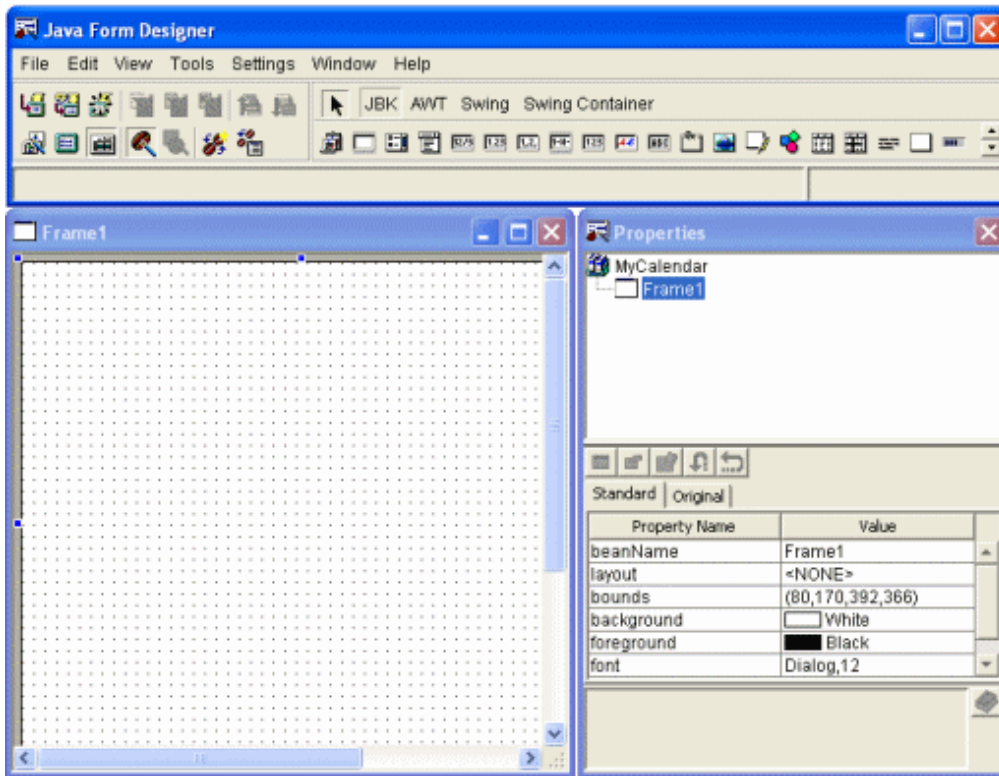 Java Form Designer
File Edit View Tools Settings Window Help
JBK AWT Swing Swing Container
Frame1
Properties
MyCalendar
Frame1
Standard Original
Property Name Value
beanName Frame1
layout <NONE>
bounds (80,170,392,366)
background White
foreground Black
font Dialog,12